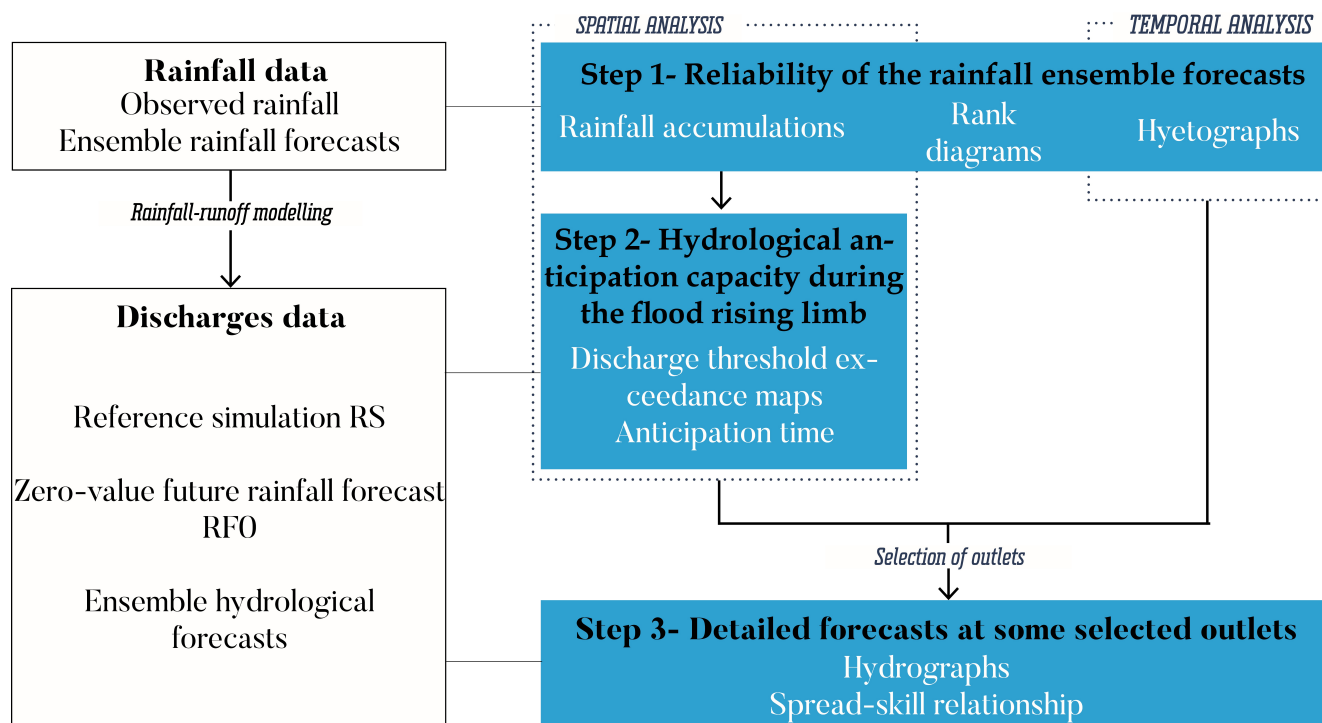 SPATIAL ANALYSIS
TEMPORAL ANALYSIS
Rainfall data
Observed rainfall
Ensemble rainfall forecasts
Step 1- Reliability of the rainfall ensemble forecasts
Rainfall accumulations
Rank
diagrams
Hyetographs
Rainfall-runoff modelling
Step 2- Hydrological an-
ticipation capacity during
the flood rising limb
Discharge threshold ex-
ceedance maps
Anticipation time
Discharges data
Reference simulation RS
Zero-value future rainfall forecast
RF0
Ensemble hydrological
forecasts
Selection of outlets
Step 3- Detailed forecasts at some selected outlets
Hydrographs
Spread-skill relationship